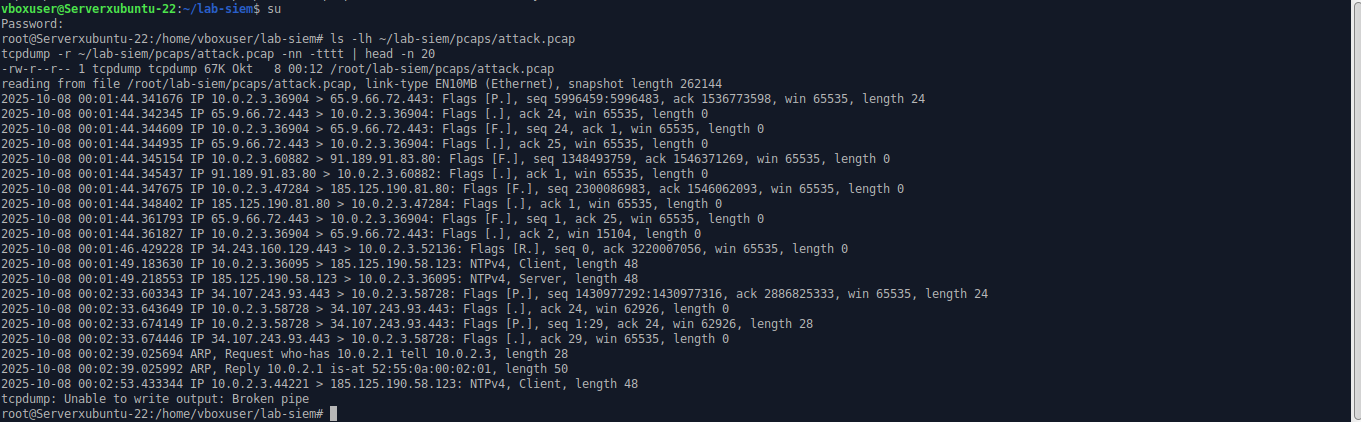 vboxuser@Serverxubuntu-22:~/lab-siem$ su
Password:
root@Serverxubuntu-22:/home/vboxuser/lab-siem# ls -lh ~/lab-siem/pcaps/attack.pcap
tcpdump -r ~/lab-siem/pcaps/attack.pcap -nn -tttt | head -n 20
-rw-r--r-- 1 tcpdump tcpdump 67K Okt   8 00:12 /root/lab-siem/pcaps/attack.pcap
reading from file /root/lab-siem/pcaps/attack.pcap, link-type EN10MB (Ethernet), snapshot length 262144
2025-10-08 00:01:44.341676 IP 10.0.2.3.36904 > 65.9.66.72.443: Flags [P.], seq 5996459:5996483, ack 1536773598, win 65535, length 24
2025-10-08 00:01:44.342345 IP 65.9.66.72.443 > 10.0.2.3.36904: Flags [.], ack 24, win 65535, length 0
2025-10-08 00:01:44.344609 IP 10.0.2.3.36904 > 65.9.66.72.443: Flags [F.], seq 24, ack 1, win 65535, length 0
2025-10-08 00:01:44.344935 IP 65.9.66.72.443 > 10.0.2.3.36904: Flags [.], ack 25, win 65535, length 0
2025-10-08 00:01:44.345154 IP 10.0.2.3.60882 > 91.189.91.83.80: Flags [F.], seq 1348493759, ack 1546371269, win 65535, length 0
2025-10-08 00:01:44.345437 IP 91.189.91.83.80 > 10.0.2.3.60882: Flags [.], ack 1, win 65535, length 0
2025-10-08 00:01:44.347675 IP 10.0.2.3.47284 > 185.125.190.81.80: Flags [F.], seq 2300086983, ack 1546062093, win 65535, length 0
2025-10-08 00:01:44.348402 IP 185.125.190.81.80 > 10.0.2.3.47284: Flags [.], ack 1, win 65535, length 0
2025-10-08 00:01:44.361793 IP 65.9.66.72.443 > 10.0.2.3.36904: Flags [F.], seq 1, ack 25, win 65535, length 0
2025-10-08 00:01:44.361827 IP 10.0.2.3.36904 > 65.9.66.72.443: Flags [.], ack 2, win 15104, length 0
2025-10-08 00:01:46.429228 IP 34.243.160.129.443 > 10.0.2.3.52136: Flags [R.], seq 0, ack 3220007056, win 65535, length 0
2025-10-08 00:01:49.183630 IP 10.0.2.3.36095 > 185.125.190.58.123: NTPv4, Client, length 48
2025-10-08 00:01:49.218553 IP 185.125.190.58.123 > 10.0.2.3.36095: NTPv4, Server, length 48
2025-10-08 00:02:33.603343 IP 34.107.243.93.443 > 10.0.2.3.58728: Flags [P.], seq 1430977292:1430977316, ack 2886825333, win 65535, length 24
2025-10-08 00:02:33.643649 IP 10.0.2.3.58728 > 34.107.243.93.443: Flags [.], ack 24, win 62926, length 0
2025-10-08 00:02:33.674149 IP 10.0.2.3.58728 > 34.107.243.93.443: Flags [P.], seq 1:29, ack 24, win 62926, length 28
2025-10-08 00:02:33.674446 IP 34.107.243.93.443 > 10.0.2.3.58728: Flags [.], ack 29, win 65535, length 0
2025-10-08 00:02:39.025694 ARP, Request who-has 10.0.2.1 tell 10.0.2.3, length 28
2025-10-08 00:02:39.025992 ARP, Reply 10.0.2.1 is-at 52:55:0a:00:02:01, length 50
2025-10-08 00:02:53.433344 IP 10.0.2.3.44221 > 185.125.190.58.123: NTPv4, Client, length 48
tcpdump: Unable to write output: Broken pipe
root@Serverxubuntu-22:/home/vboxuser/lab-siem#